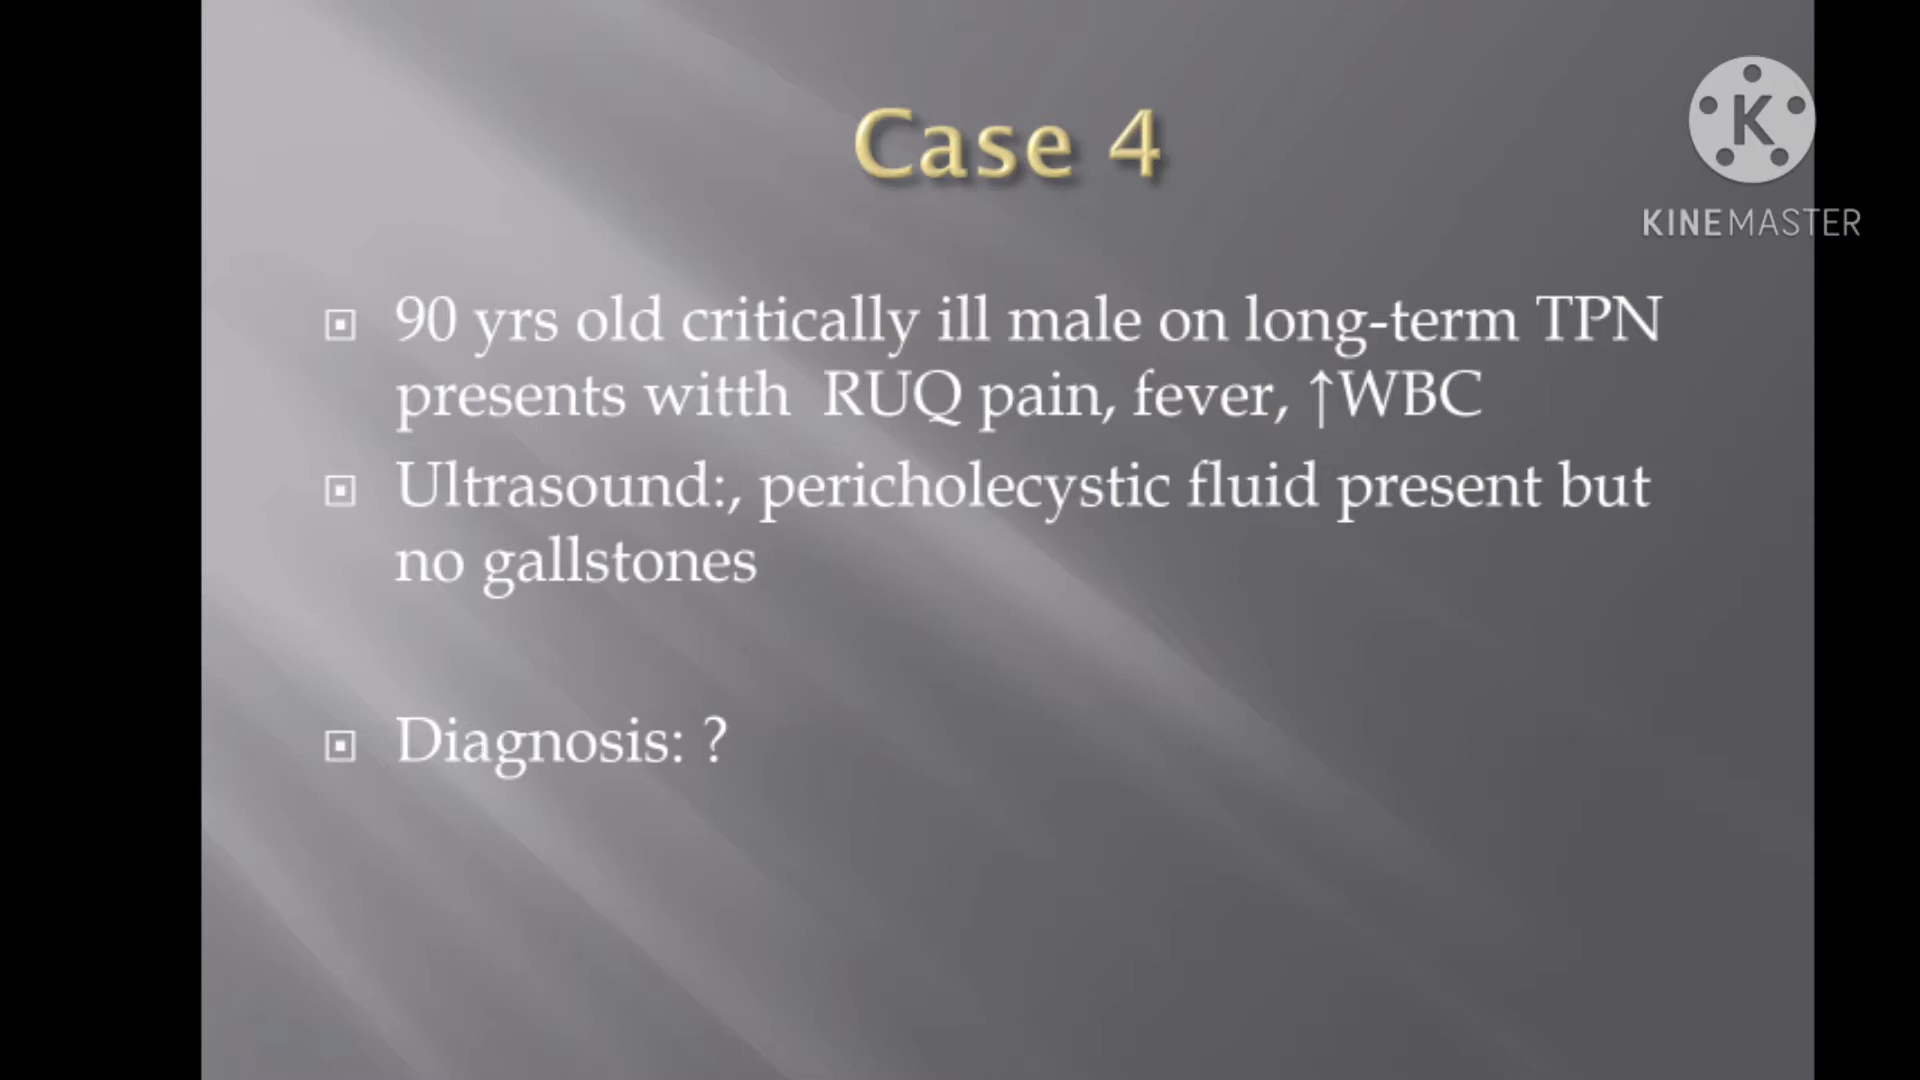 Case 4
K
KINEMASTER
90 yrs old critically ill male on long-term TPN
presents witth RUQ pain, fever, ↑WBC
Ultrasound:, pericholecystic fluid present but
no gallstones
Diagnosis: ?